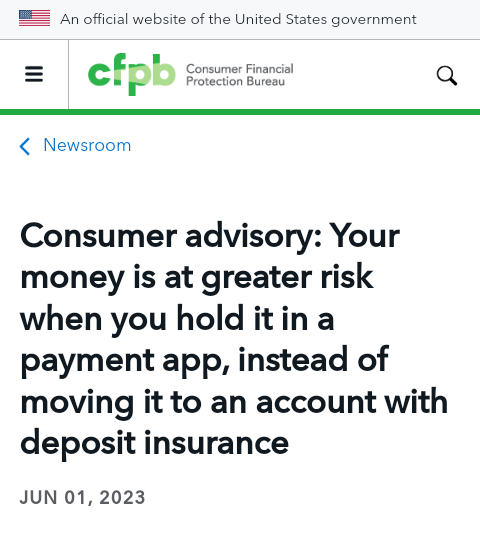 An official website of the United States government
cfpb Consumer Financial
Protection Bureau
Newsroom
Consumer advisory: Your
money is at greater risk
when you hold it in a
payment app, instead of
moving it to an account with
deposit insurance
JUN 01, 2023